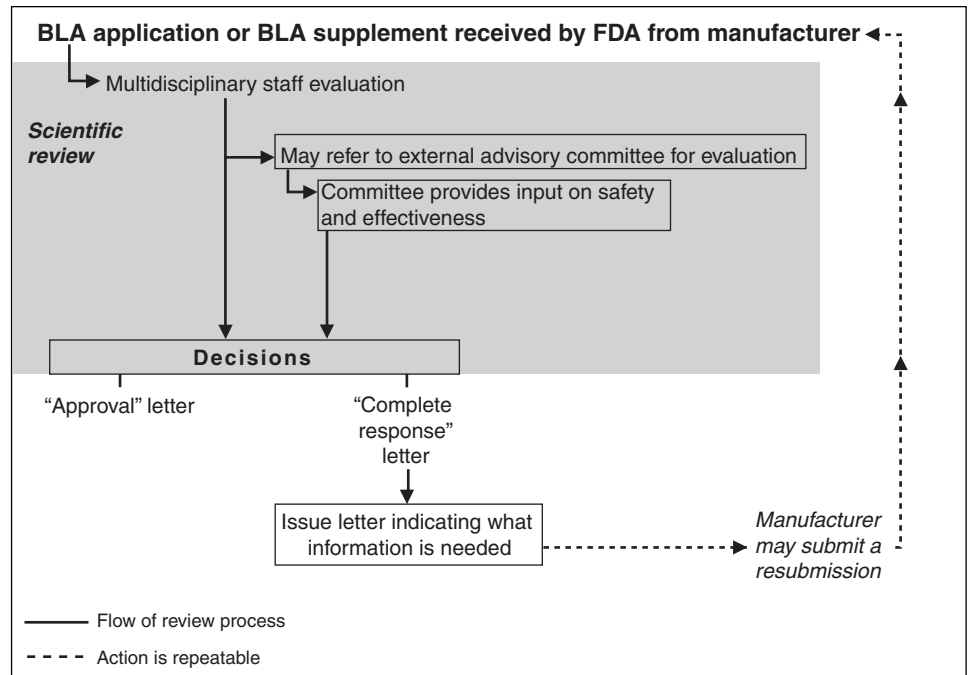 BLA application or BLA supplement received by FDA from manufacturer
Multidisciplinary staff evaluation
Scientific
review
May refer to external advisory committee for evaluation
Committee provides input on safety
and effectiveness
Decisions
“Approval” letter
“Complete
response”
letter
Issue letter indicating what
information is needed
Manufacturer
may submit a
resubmission
Flow of review process
Action is repeatable